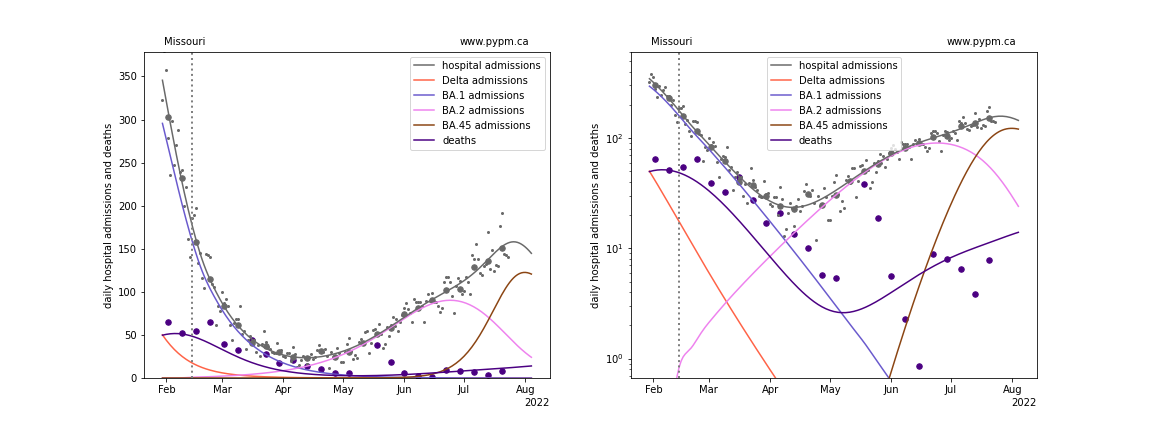 Missouri
www.pypm.ca
daily hospital admissions and deaths
350
300
250
200
150
100
50
0
hospital admissions
Delta admissions
BA.1 admissions
BA.2 admissions
BA.45 admissions
deaths
Feb Mar Apr May Jun Jul Aug
2022
Missouri
www.pypm.ca
daily hospital admissions and deaths
10²
10¹
10⁰
hospital admissions
Delta admissions
BA.1 admissions
BA.2 admissions
BA.45 admissions
deaths
Feb Mar Apr May Jun Jul Aug
2022